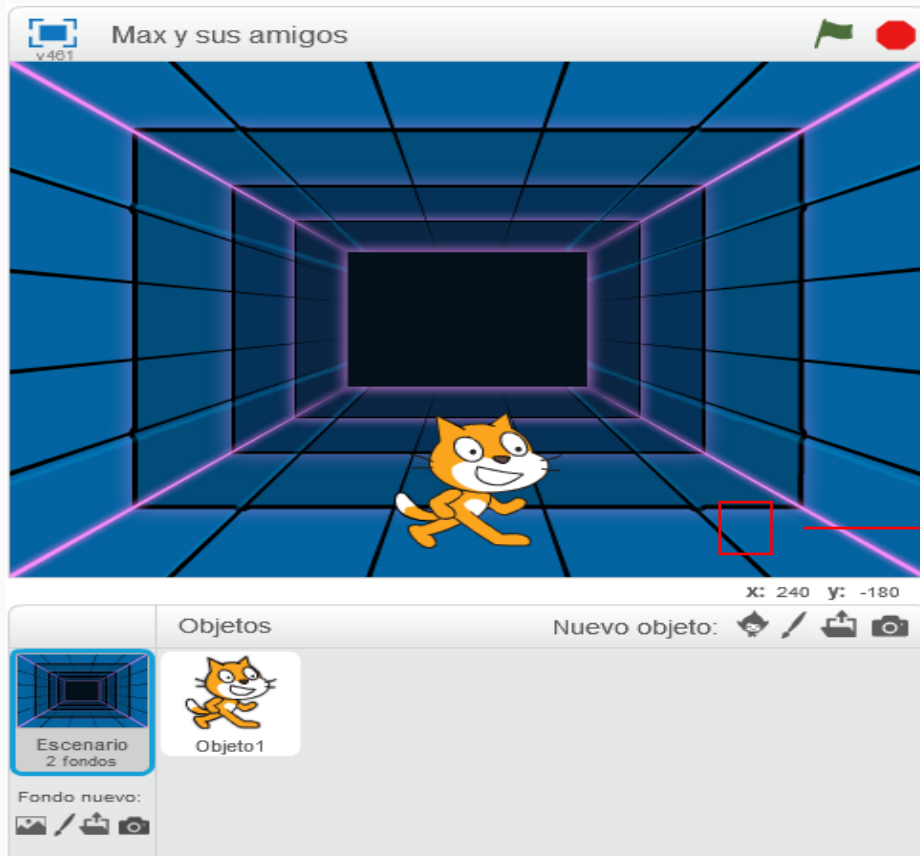 Max y sus amigos
v461
x: 240 y: -180
Objetos
Nuevo objeto:
Escenario
2 fondos
Objeto1
Fondo nuevo: